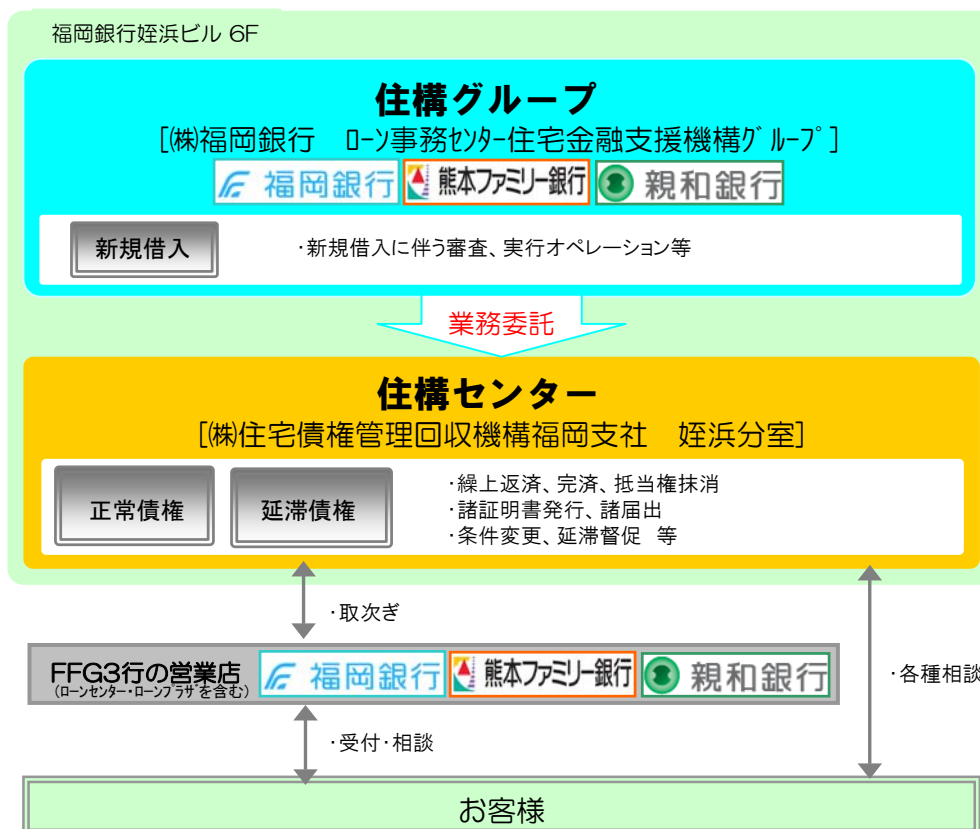 福岡銀行姪浜ビル 6F
住構グループ
[㈱福岡銀行　ﾛｰﾝ事務ｾﾝﾀｰ住宅金融支援機構ｸﾞﾙｰﾌﾟ]
福岡銀行 熊本ファミリー銀行 親和銀行
新規借入
・新規借入に伴う審査、実行オペレーション等
業務委託
住構センター
[㈱住宅債権管理回収機構福岡支社　姪浜分室]
正常債権
延滞債権
・繰上返済、完済、抵当権抹消
・諸証明書発行、諸届出
・条件変更、延滞督促 等
・取次ぎ
FFG3行の営業店
(ﾛｰﾝｾﾝﾀｰ・ﾛｰﾝﾌﾟﾗｻﾞを含む)
福岡銀行 熊本ファミリー銀行 親和銀行
・各種相談
・受付・相談
お客様